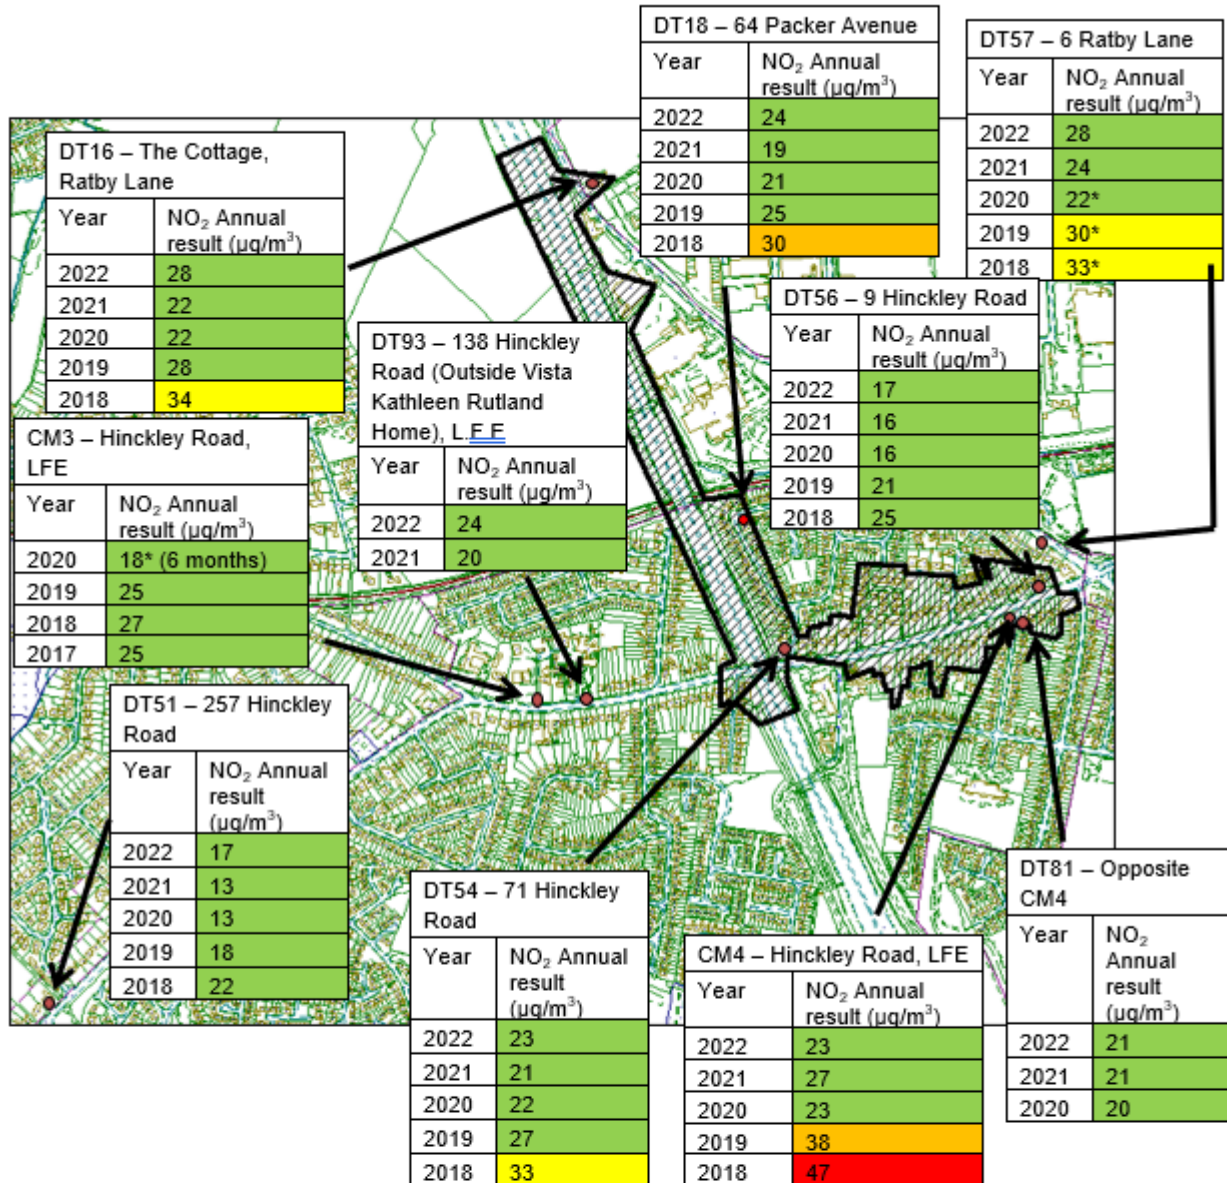 DT18 – 64 Packer Avenue
Year NO₂ Annual
result (µg/m³)
2022 24
2021 19
2020 21
2019 25
2018 30
DT57 – 6 Ratby Lane
Year NO₂ Annual
result (µg/m³)
2022 28
2021 24
2020 22*
2019 30*
2018 33*
DT16 – The Cottage,
Ratby Lane
Year NO₂ Annual
result (µg/m³)
2022 28
2021 22
2020 22
2019 28
2018 34
DT56 – 9 Hinckley Road
Year NO₂ Annual
result (µg/m³)
2022 17
2021 16
2020 16
2019 21
2018 25
DT93 – 138 Hinckley
Road (Outside Vista
Kathleen Rutland
Home), L.F.E
Year NO₂ Annual
result (µg/m³)
2022 24
2021 20
CM3 – Hinckley Road,
LFE
Year NO₂ Annual
result (µg/m³)
2020 18* (6 months)
2019 25
2018 27
2017 25
DT51 – 257 Hinckley
Road
Year NO₂ Annual
result
(µg/m³)
2022 17
2021 13
2020 13
2019 18
2018 22
DT54 – 71 Hinckley
Road
Year NO₂ Annual
result
(µg/m³)
2022 23
2021 21
2020 22
2019 27
2018 33
CM4 – Hinckley Road, LFE
Year NO₂ Annual
result (µg/m³)
2022 23
2021 27
2020 23
2019 38
2018 47
DT81 – Opposite
CM4
Year NO₂
Annual
result
(µg/m³)
2022 21
2021 21
2020 20